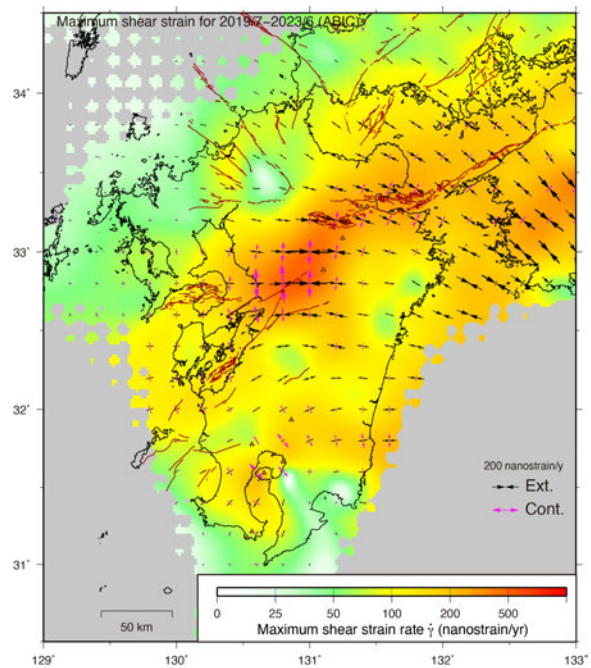 Maximum shear strain for 2019/7-2023/6 (ABIC)
34°
33°
32°
31°
200 nanostrain/y
Ext.
Cont.
50 km
0 25 50 100 200 500
Maximum shear strain rate γ̇ (nanostrain/yr)
129° 130° 131° 132° 133°